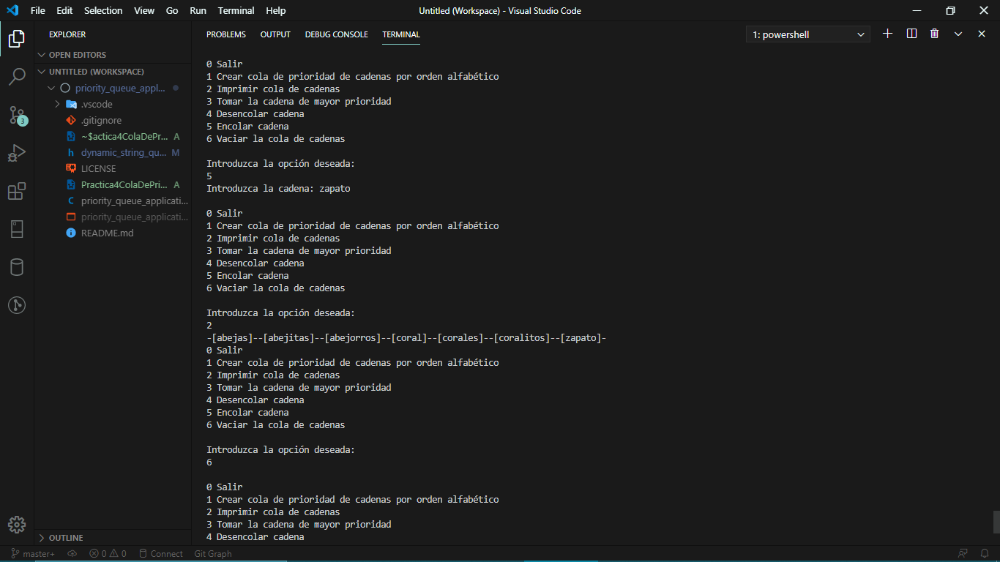 File Edit Selection View Go Run Terminal Help
Untitled (Workspace) - Visual Studio Code
EXPLORER
OPEN EDITORS
UNTITLED (WORKSPACE)
priority_queue_appl...
.vscode
.gitignore
~$actica4ColaDePr... A
dynamic_string_qu... M
LICENSE
Practica4ColaDePri... A
priority_queue_applicati...
priority_queue_applicati...
README.md
OUTLINE
3
PROBLEMS OUTPUT DEBUG CONSOLE TERMINAL
1: powershell
0 Salir
1 Crear cola de prioridad de cadenas por orden alfabético
2 Imprimir cola de cadenas
3 Tomar la cadena de mayor prioridad
4 Desencolar cadena
5 Encolar cadena
6 Vaciar la cola de cadenas
Introduzca la opción deseada:
5
Introduzca la cadena: zapato
0 Salir
1 Crear cola de prioridad de cadenas por orden alfabético
2 Imprimir cola de cadenas
3 Tomar la cadena de mayor prioridad
4 Desencolar cadena
5 Encolar cadena
6 Vaciar la cola de cadenas
Introduzca la opción deseada:
2
-[abejas]--[abejitas]--[abejorros]--[coral]--[corales]--[coralitos]--[zapato]-
0 Salir
1 Crear cola de prioridad de cadenas por orden alfabético
2 Imprimir cola de cadenas
3 Tomar la cadena de mayor prioridad
4 Desencolar cadena
5 Encolar cadena
6 Vaciar la cola de cadenas
Introduzca la opción deseada:
6
0 Salir
1 Crear cola de prioridad de cadenas por orden alfabético
2 Imprimir cola de cadenas
3 Tomar la cadena de mayor prioridad
4 Desencolar cadena
master+ 0 0 Connect Git Graph